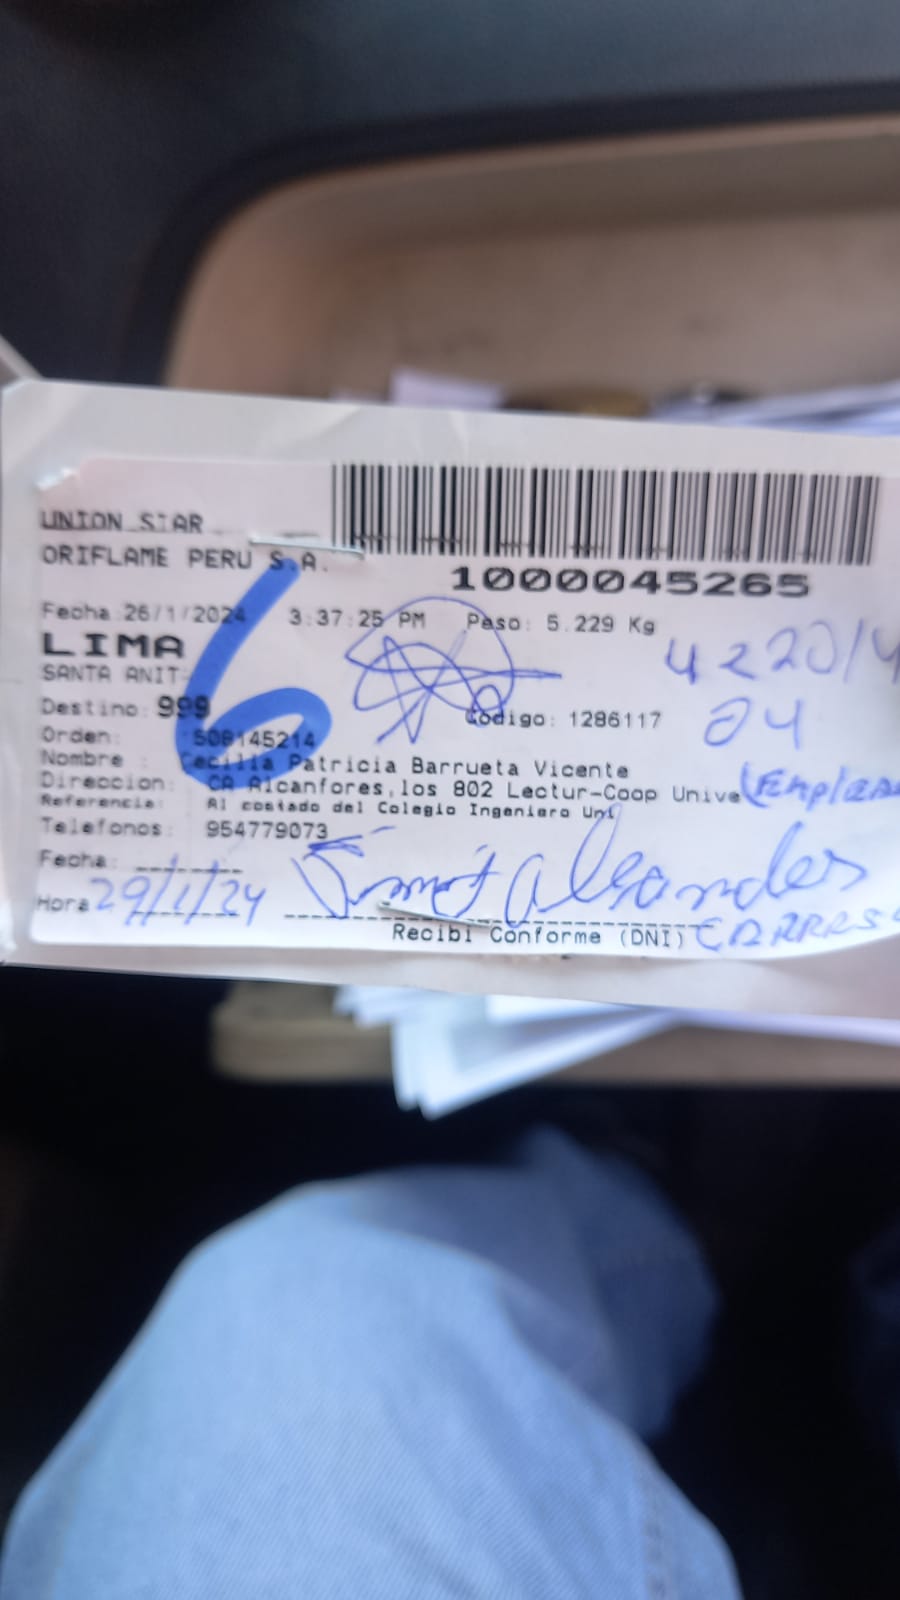 UNION STAR
ORIFLAME PERU S.A.
1000045265
Fecha:26/1/2024 3:37:25 PM Peso: 5.229 Kg
LIMA
SANTA ANIT
Destino: 999
Codigo: 1286117
Orden: 508145214
Nombre : Cecilia Patricia Barrueta Vicente
Direccion: CA Alcanfores,los 802 Lectur-Coop Unive
Referencia: Al costado del Colegio Ingeniero Uni
Telefonos: 954779073
Fecha:
Hora 29/1/24
Recibi Conforme (DNI)
6
04